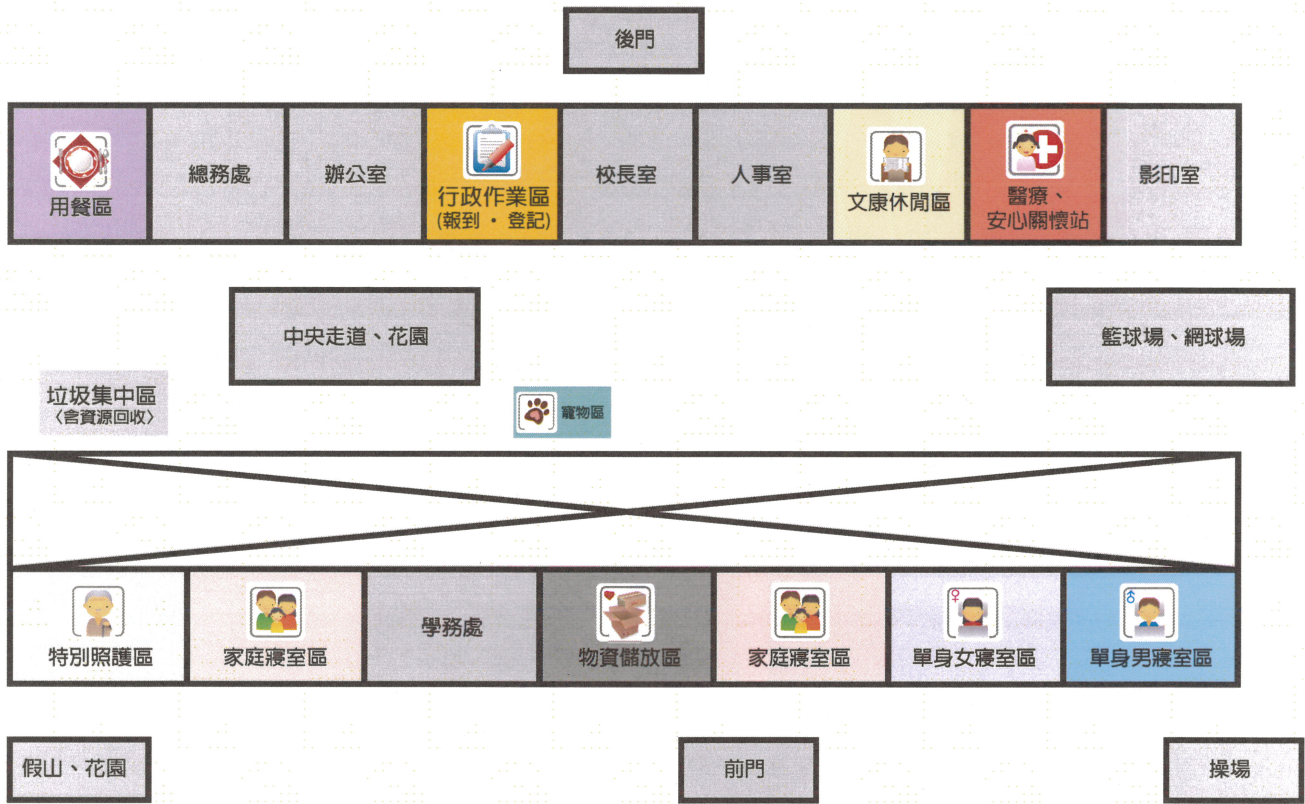 後門
用餐區
總務處
辦公室
行政作業區
(報到 · 登記)
校長室
人事室
文康休閒區
醫療、
安心關懷站
影印室
中央走道、花園
籃球場、網球場
垃圾集中區
〈含資源回收〉
寵物區
特別照護區
家庭寢室區
學務處
物資儲放區
家庭寢室區
單身女寢室區
單身男寢室區
假山、花園
前門
操場